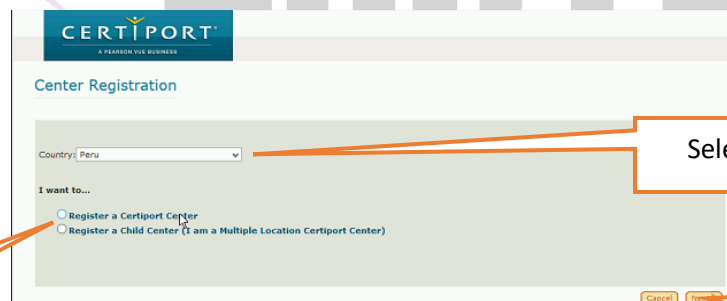 CERTIPORT
A PEARSON VUE BUSINESS
Center Registration
Country: Peru
I want to...
Register a Certiport Center
Register a Child Center (I am a Multiple Location Certiport Center)
Cancel